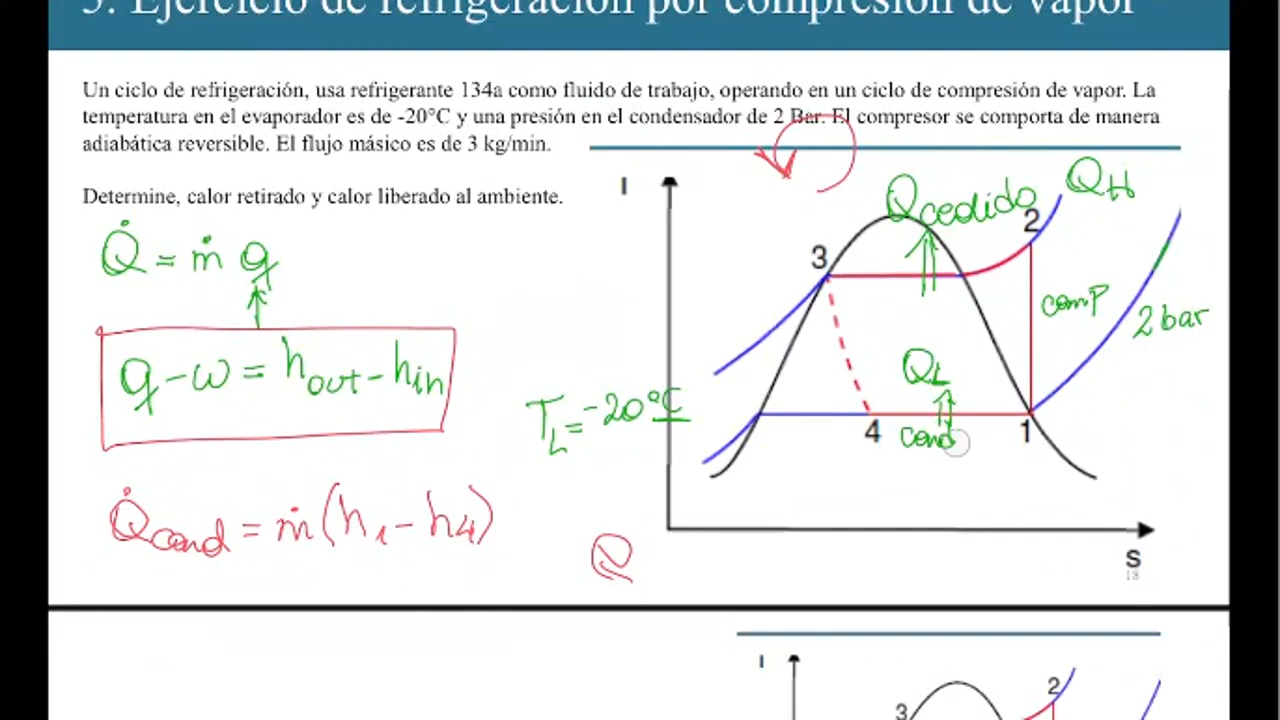 5. Ejercicio de refrigeración por compresión de vapor
Un ciclo de refrigeración, usa refrigerante 134a como fluido de trabajo, operando en un ciclo de compresión de vapor. La
temperatura en el evaporador es de -20°C y una presión en el condensador de 2 Bar. El compresor se comporta de manera
adiabática reversible. El flujo másico es de 3 kg/min.
Determine, calor retirado y calor liberado al ambiente.
Q̇ = ṁ q
q - w = hout - hin
Q̇cond = ṁ(h1 - h4)
Q
Qcedido
QH
2
3
comp
2 bar
QL
TL = -20°C
4
cond
1
S
18
2
3